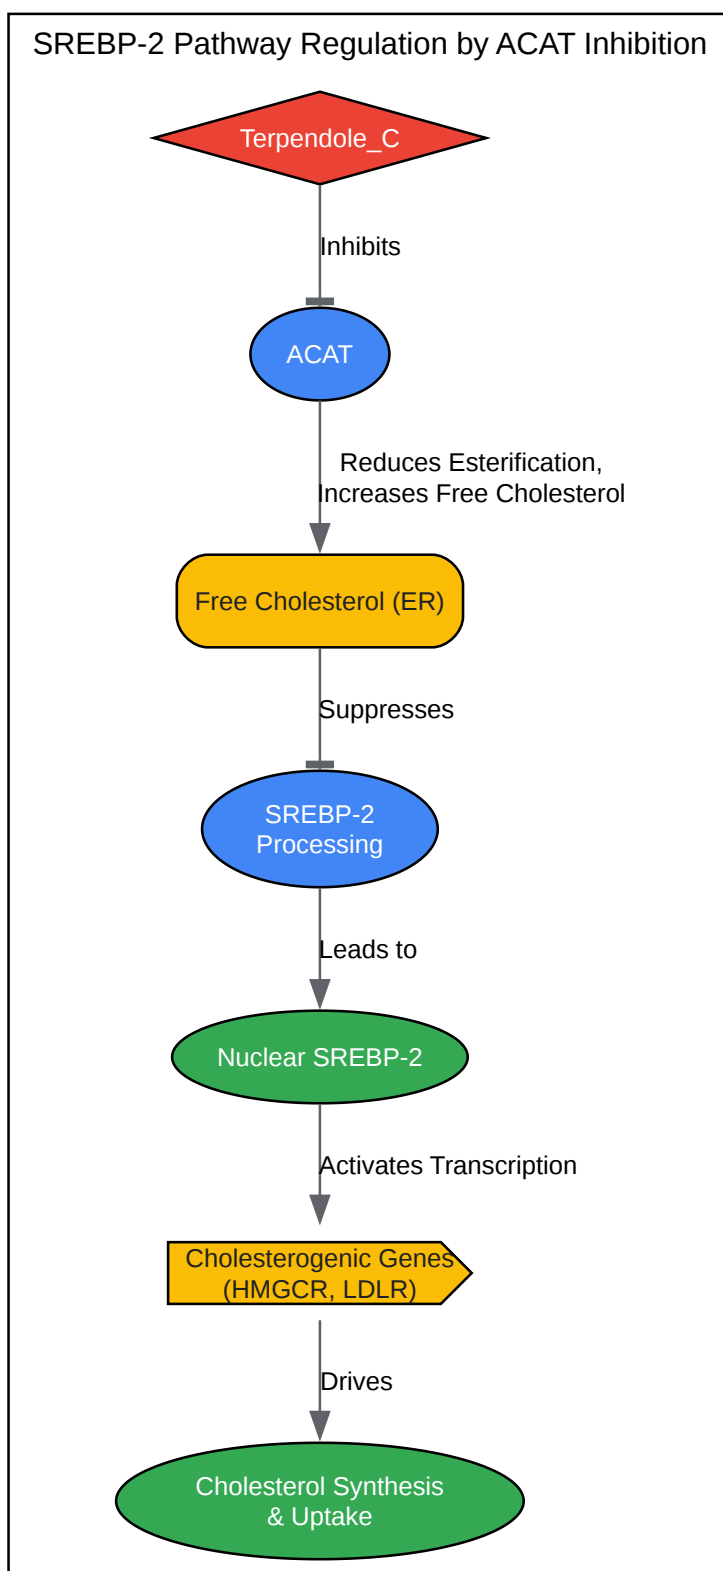 SREBP-2 Pathway Regulation by ACAT Inhibition
Terpendole_C
Inhibits
ACAT
Reduces Esterification,
Increases Free Cholesterol
Free Cholesterol (ER)
Suppresses
SREBP-2
Processing
Leads to
Nuclear SREBP-2
Activates Transcription
Cholesterogenic Genes
(HMGCR, LDLR)
Drives
Cholesterol Synthesis
& Uptake